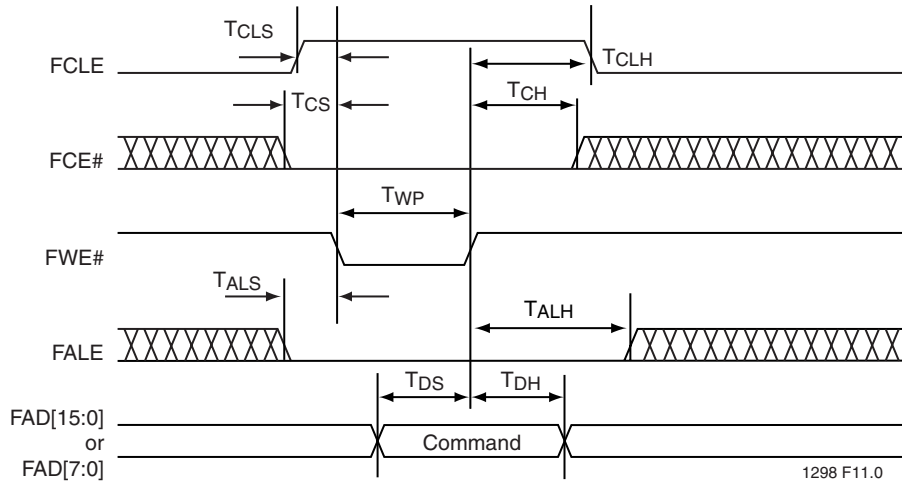 TCLS
FCLE
TCLH
TCS
TCH
FCE#
TWP
FWE#
TALS
TALH
FALE
TDS
TDH
FAD[15:0]
or
FAD[7:0]
Command
1298 F11.0